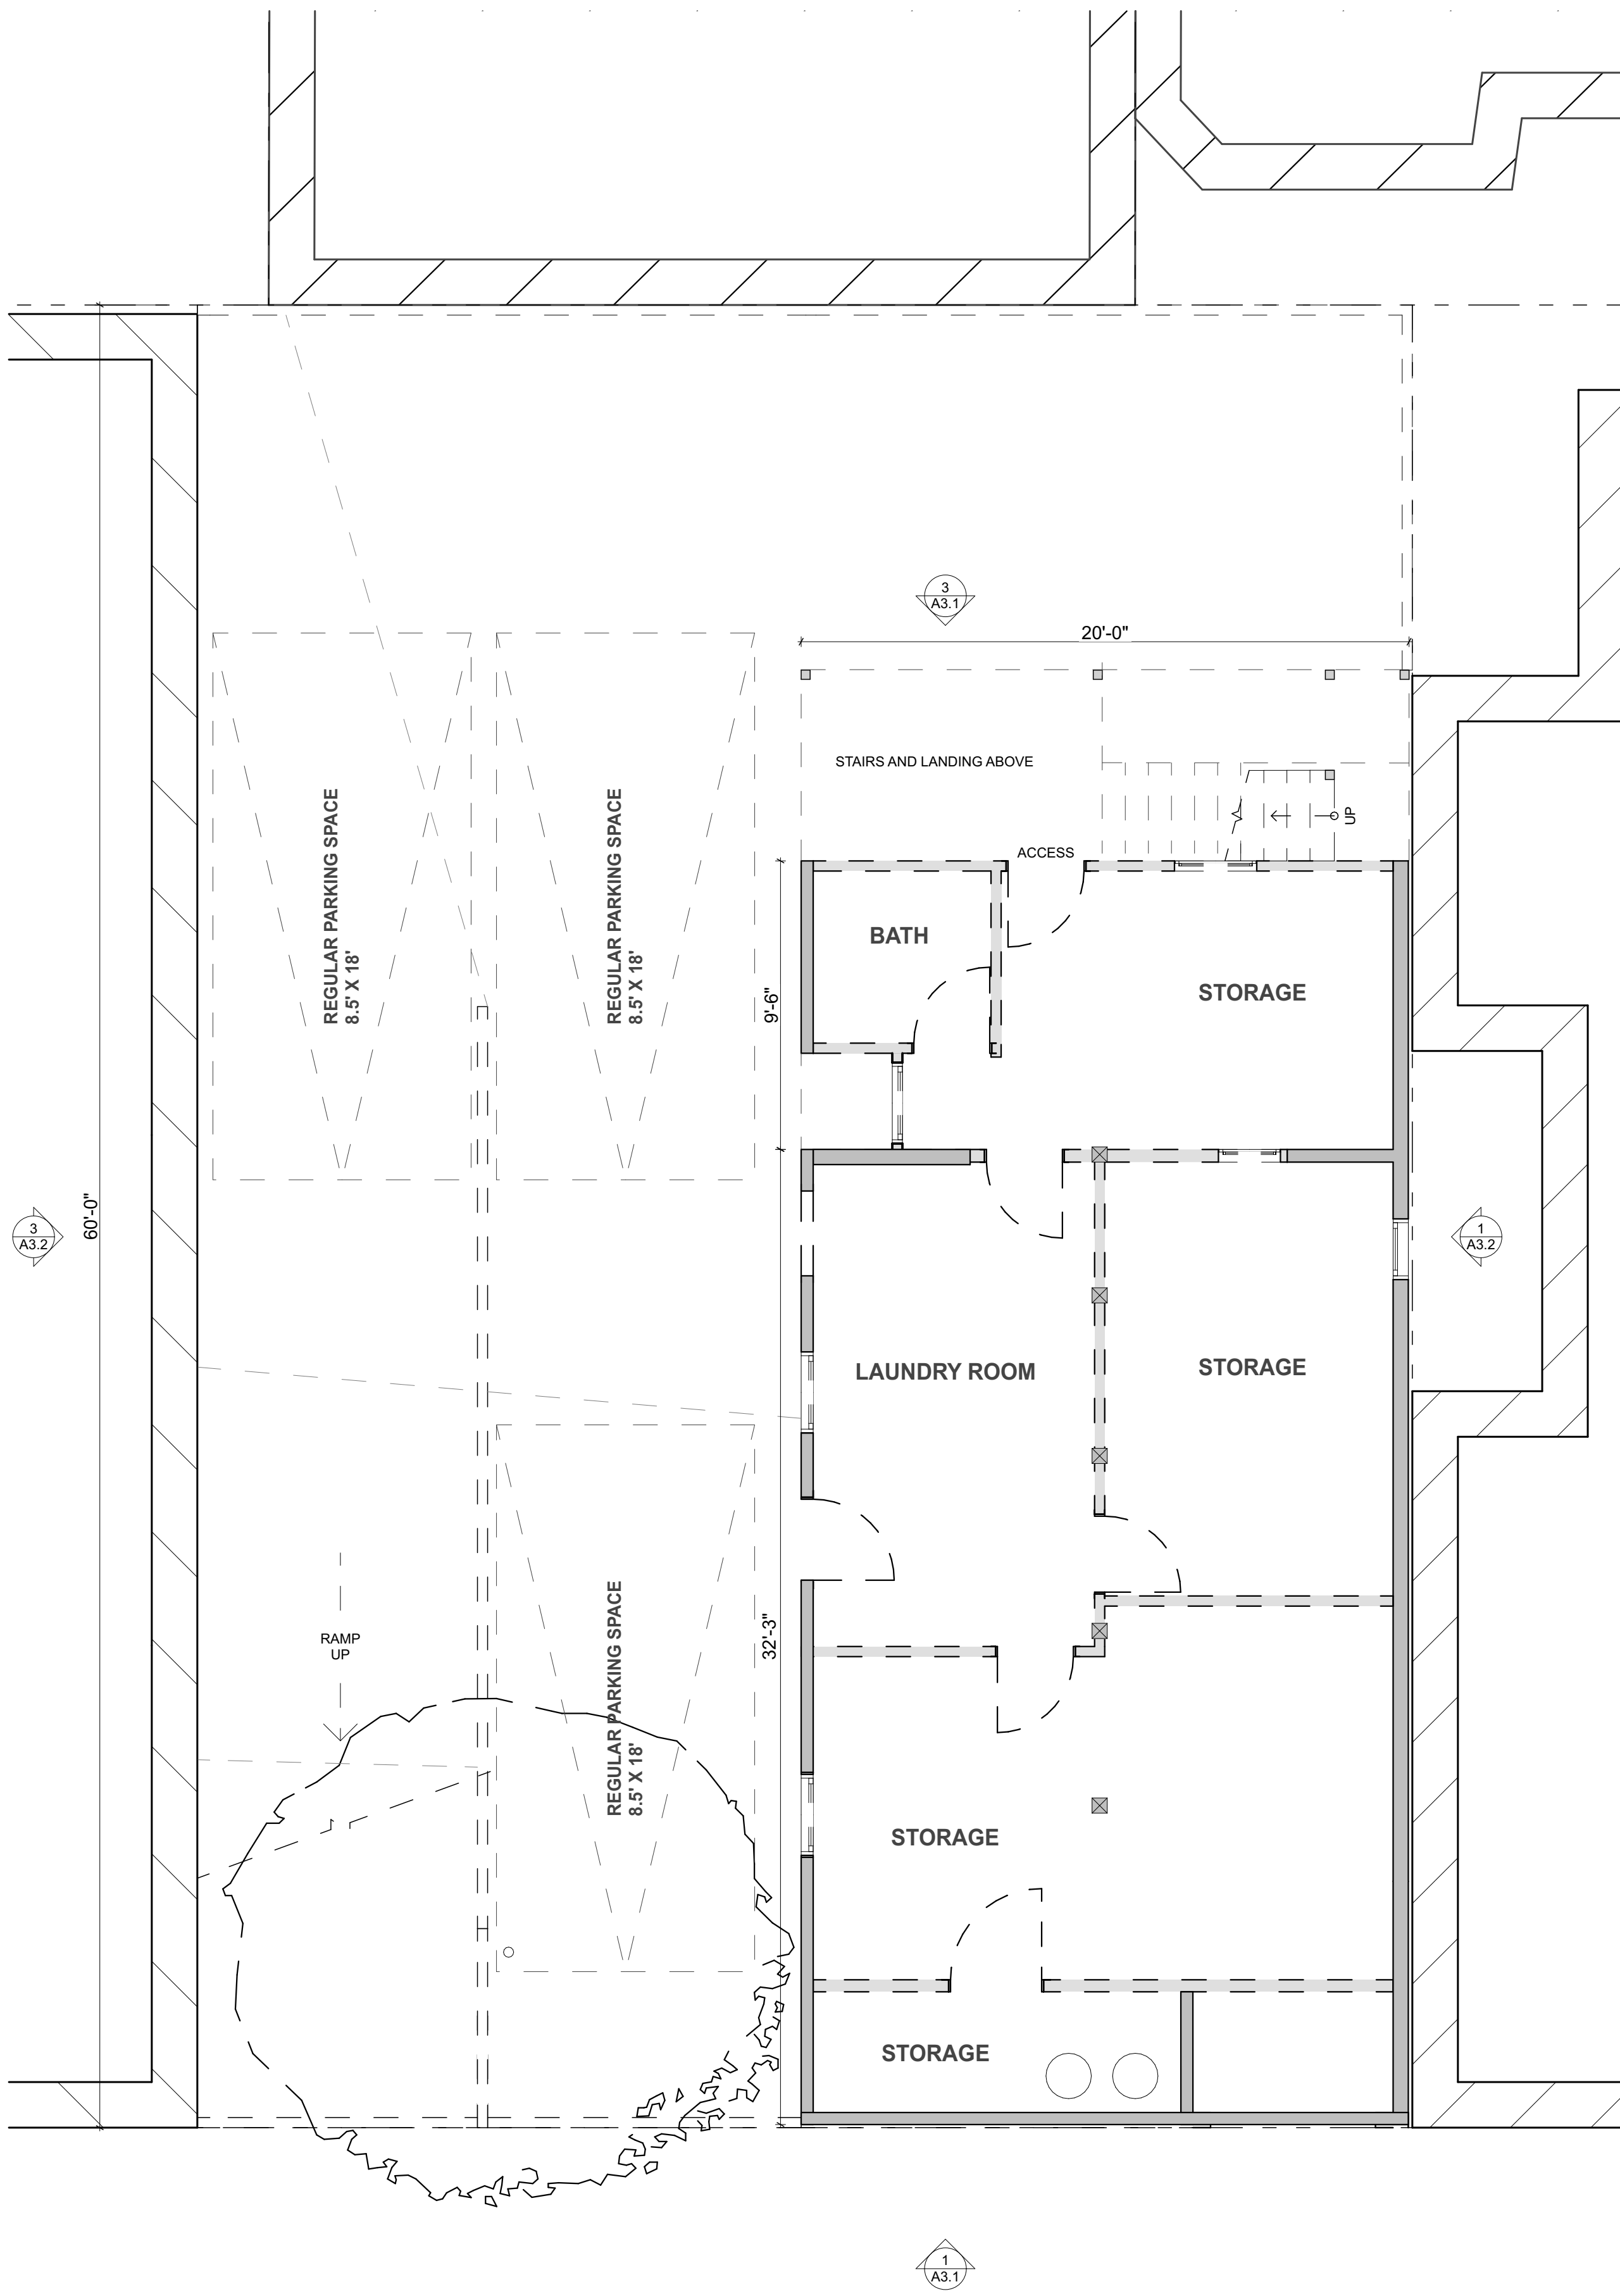 3
A3.1
20'-0"
STAIRS AND LANDING ABOVE
UP
REGULAR PARKING SPACE
8.5' X 18'
REGULAR PARKING SPACE
8.5' X 18'
ACCESS
BATH
9'-6"
STORAGE
60'-0"
3
A3.2
1
A3.2
LAUNDRY ROOM
STORAGE
RAMP
UP
REGULAR PARKING SPACE
8.5' X 18'
32'-3"
STORAGE
STORAGE
1
A3.1